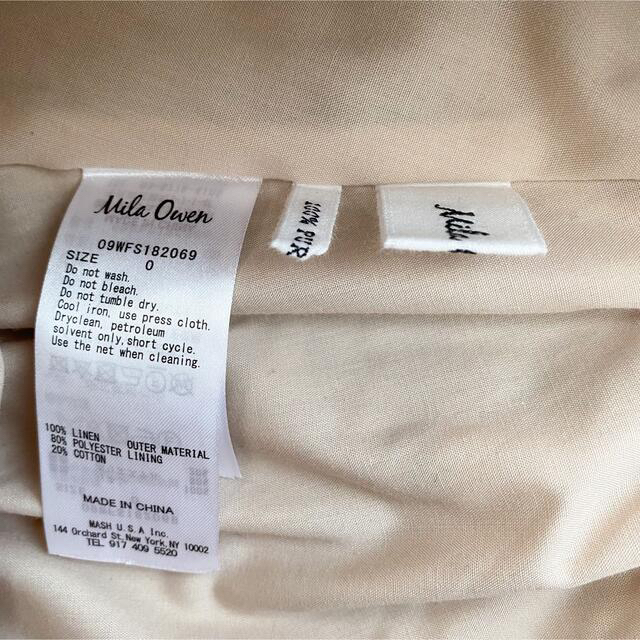 Mila Owen
09WFS182069
SIZE 0
Do not wash.
Do not bleach.
Do not tumble dry.
Cool iron, use press cloth.
Dryclean, petroleum
solvent only, short cycle.
Use the net when cleaning.
100% LINEN OUTER MATERIAL
80% POLYESTER LINING
20% COTTON
MADE IN CHINA
MASH U.S.A Inc.
144 Orchard St, New York, NY 10002
TEL 917 409 5520
100% PUR